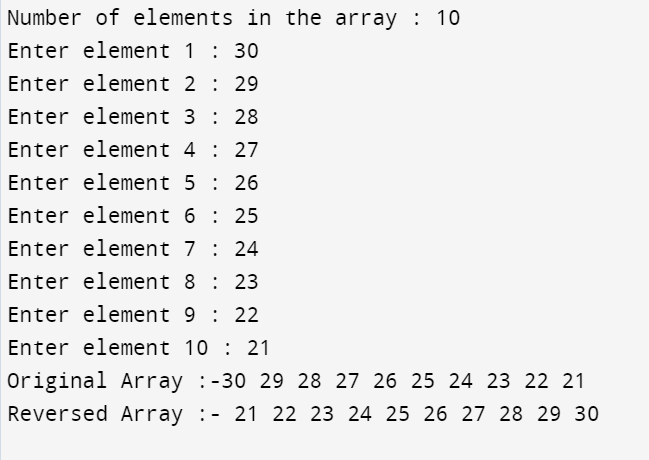 Number of elements in the array : 10
Enter element 1 : 30
Enter element 2 : 29
Enter element 3 : 28
Enter element 4 : 27
Enter element 5 : 26
Enter element 6 : 25
Enter element 7 : 24
Enter element 8 : 23
Enter element 9 : 22
Enter element 10 : 21
Original Array :-30 29 28 27 26 25 24 23 22 21
Reversed Array :- 21 22 23 24 25 26 27 28 29 30